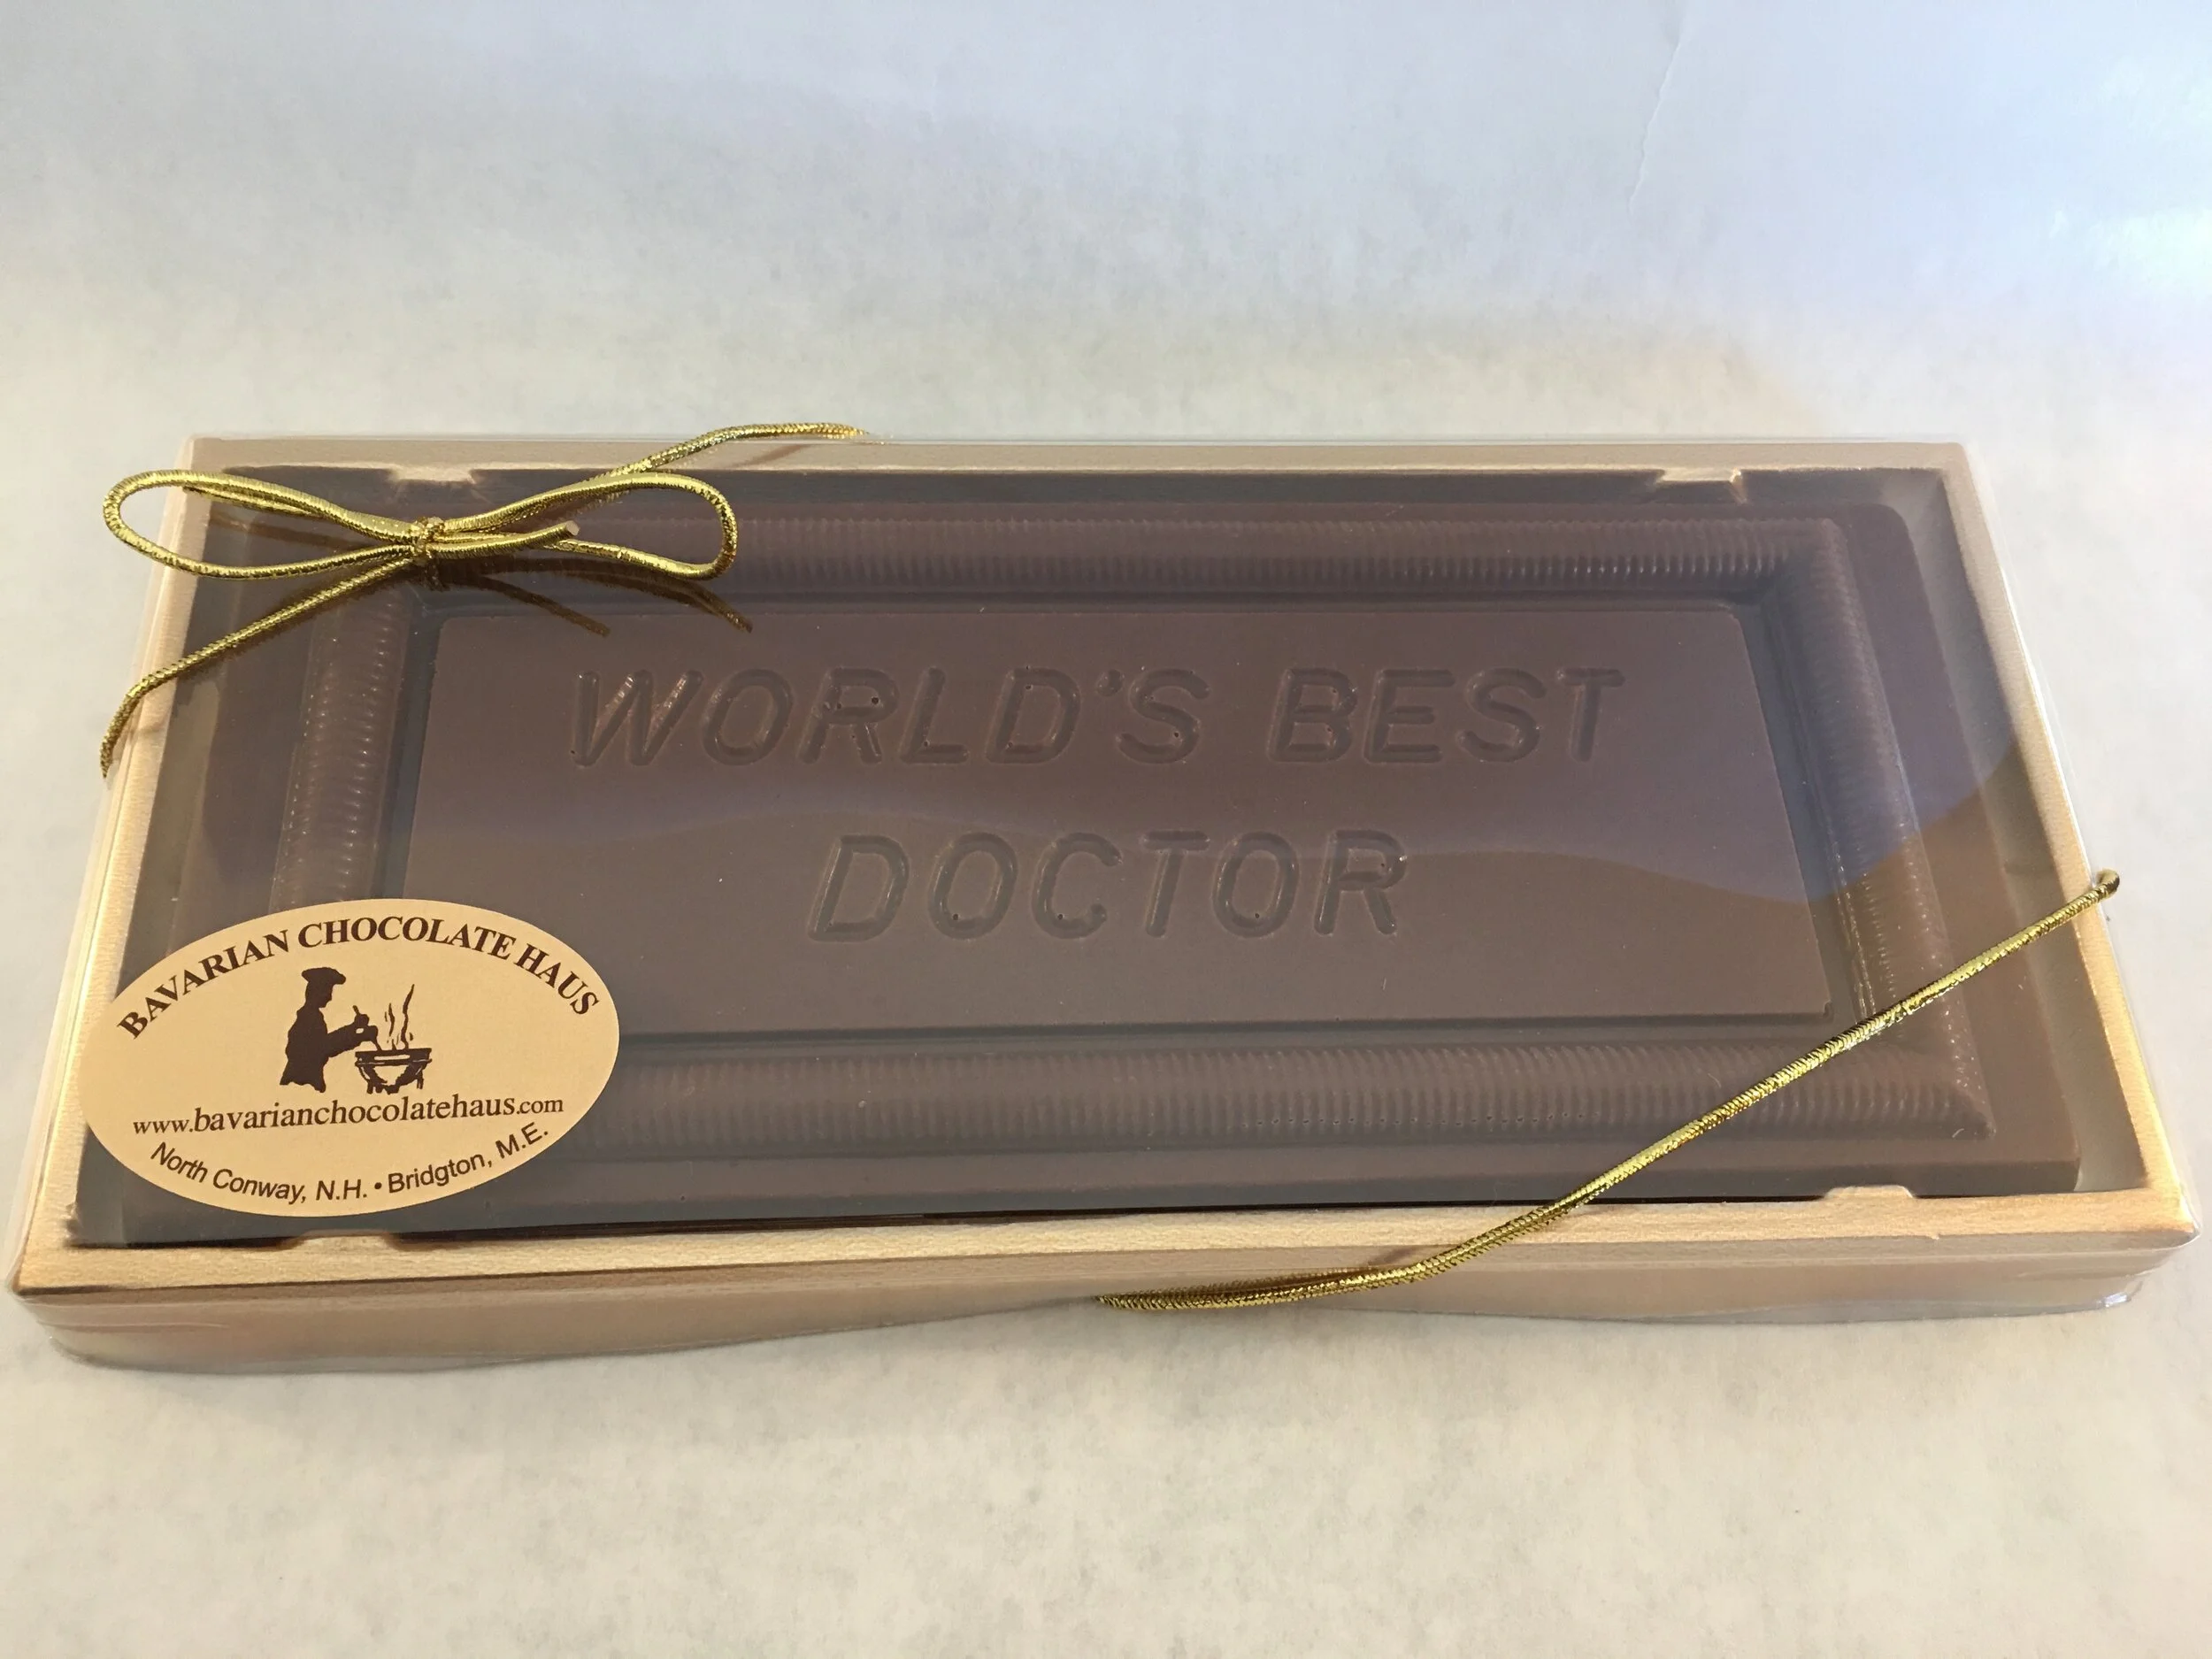 WORLD'S BEST
DOCTOR
BAVARIAN CHOCOLATE HAUS
www.bavarianchocolatehaus.com
North Conway, N.H. • Bridgton, M.E.